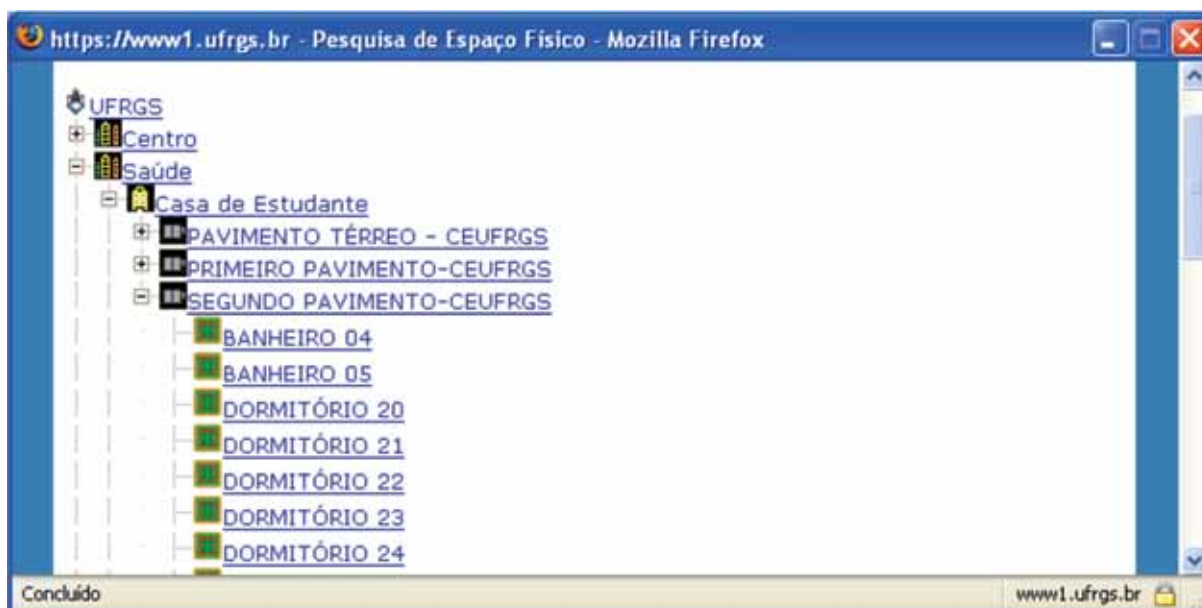 https://www1.ufrgs.br - Pesquisa de Espaço Físico - Mozilla Firefox
UFRGS
Centro
Saúde
Casa de Estudante
PAVIMENTO TÉRREO - CEUFRGS
PRIMEIRO PAVIMENTO-CEUFRGS
SEGUNDO PAVIMENTO-CEUFRGS
BANHEIRO 04
BANHEIRO 05
DORMITÓRIO 20
DORMITÓRIO 21
DORMITÓRIO 22
DORMITÓRIO 23
DORMITÓRIO 24
Concluído www1.ufrgs.br